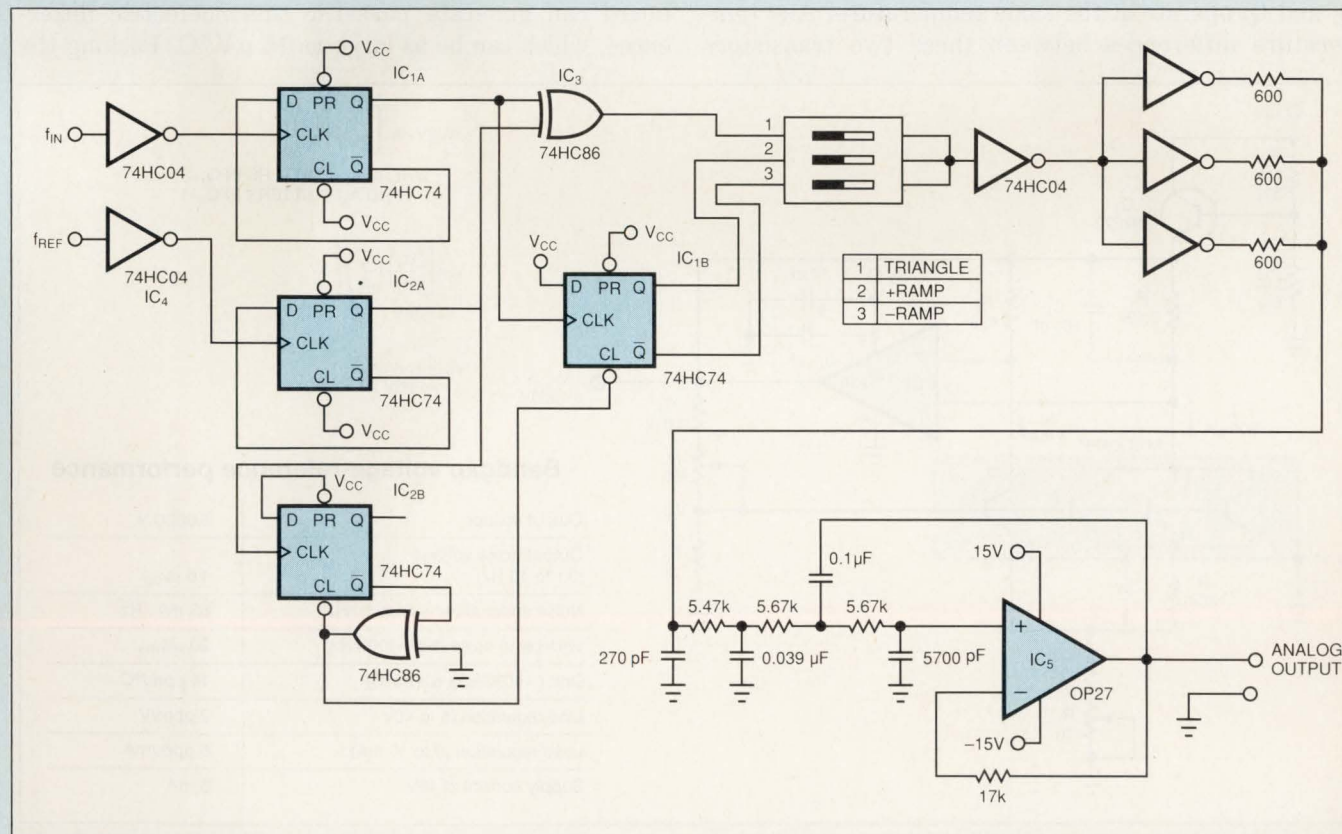 V_CC
IC_1A
IC_3
D PR Q
CLK
CL Q̅
f_IN
74HC04
74HC74
V_CC
74HC86
1
2
3
74HC04
600
600
600
f_REF
74HC04
IC_4
V_CC
IC_2A
D PR Q
CLK
CL Q̅
74HC74
V_CC
V_CC
V_CC
IC_1B
D PR Q
CLK
CL Q̅
74HC74
1 TRIANGLE
2 +RAMP
3 –RAMP
V_CC
IC_2B
D PR Q
CLK
CL Q̅
74HC74
74HC86
0.1µF
15V
5.47k
5.67k
5.67k
270 pF
0.039 µF
5700 pF
+
–
IC_5
OP27
–15V
17k
ANALOG
OUTPUT